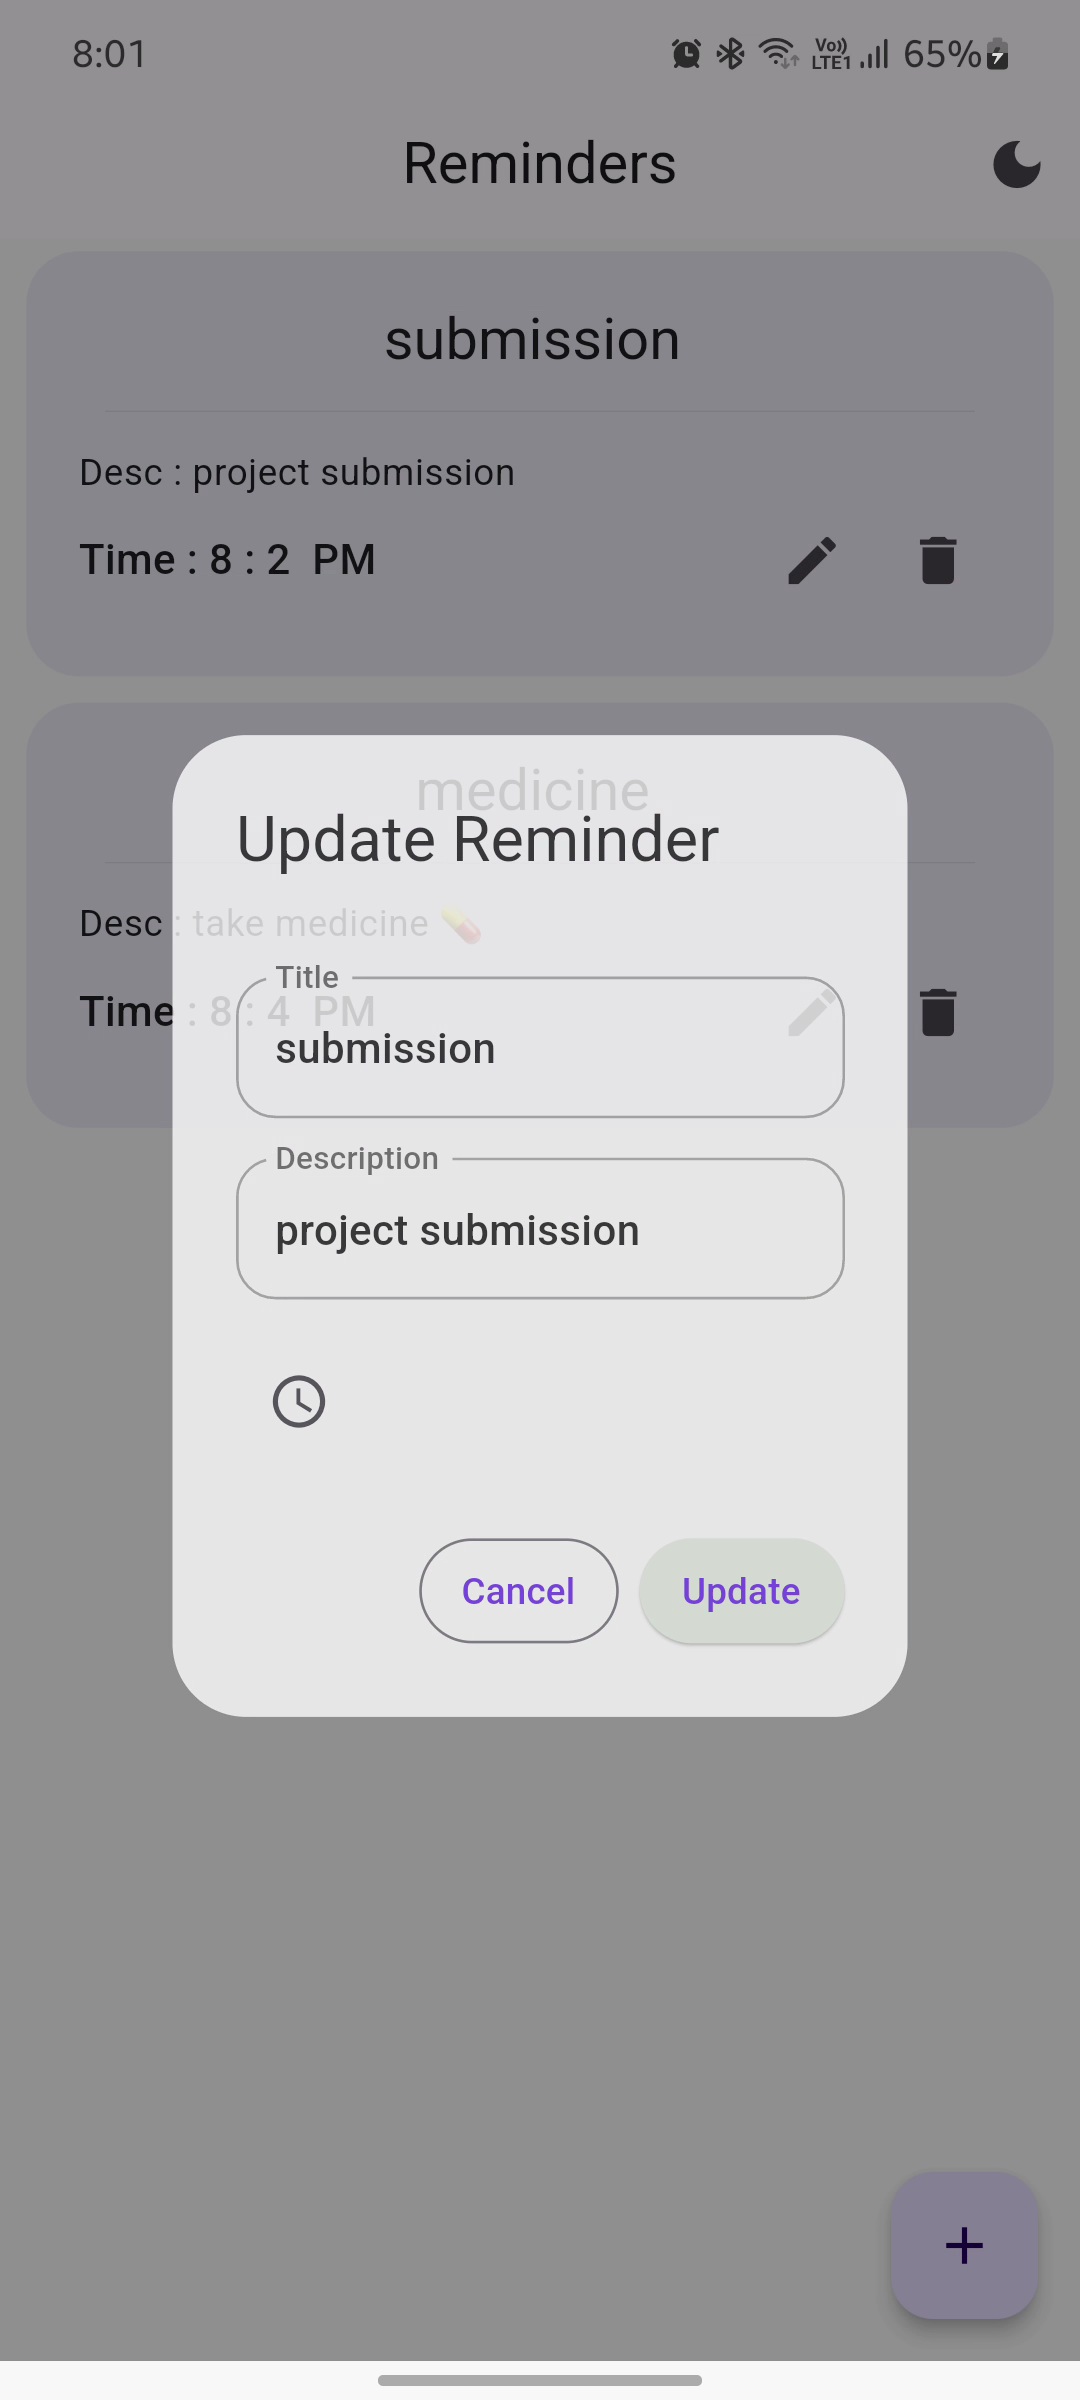 8:01 Vo)) LTE1 65%
Reminders
submission
Desc : project submission
Time : 8 : 2 PM
medicine
Update Reminder
Desc : take medicine 💊
Title
Time : 8 : 4 PM
submission
Description
project submission
Cancel Update
+